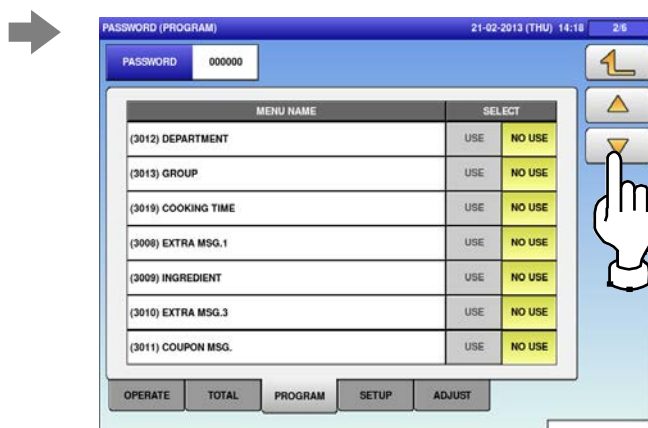 PASSWORD (PROGRAM) 21-02-2013 (THU) 14:18 2/6
PASSWORD 000000
MENU NAME SELECT
(3012) DEPARTMENT USE NO USE
(3013) GROUP USE NO USE
(3019) COOKING TIME USE NO USE
(3008) EXTRA MSG.1 USE NO USE
(3009) INGREDIENT USE NO USE
(3010) EXTRA MSG.3 USE NO USE
(3011) COUPON MSG. USE NO USE
OPERATE TOTAL PROGRAM SETUP ADJUST